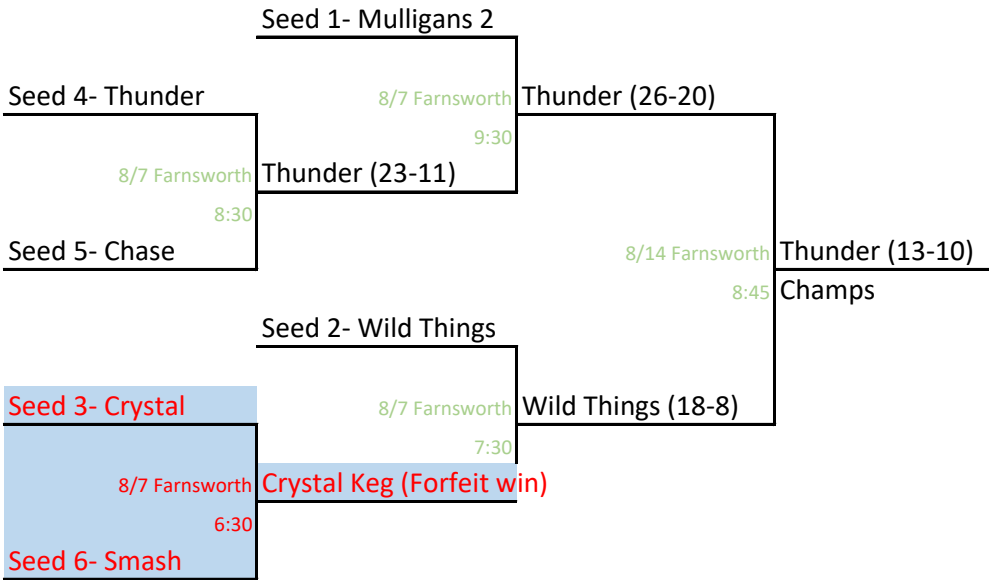 Seed 1- Mulligans 2
Seed 4- Thunder
8/7 Farnsworth
Thunder (26-20)
9:30
8/7 Farnsworth
Thunder (23-11)
8:30
Seed 5- Chase
8/14 Farnsworth
Thunder (13-10)
8:45
Champs
Seed 2- Wild Things
Seed 3- Crystal
8/7 Farnsworth
Wild Things (18-8)
7:30
8/7 Farnsworth
Crystal Keg (Forfeit win)
6:30
Seed 6- Smash